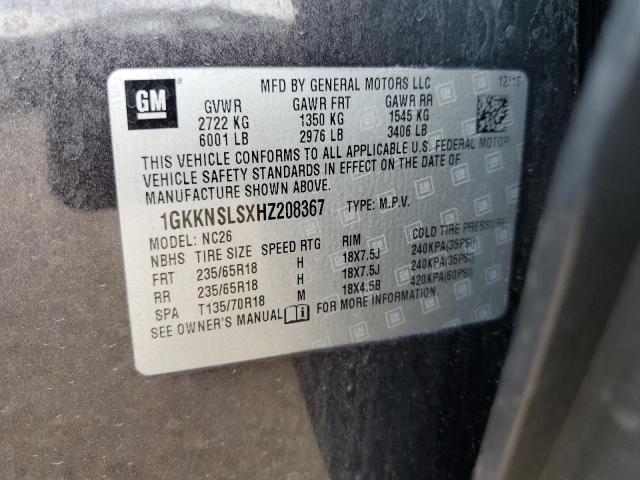 GM
MFD BY GENERAL MOTORS LLC 12/16
GVWR GAWR FRT GAWR RR
2722 KG 1350 KG 1545 KG
6001 LB 2976 LB 3406 LB
THIS VEHICLE CONFORMS TO ALL APPLICABLE U.S. FEDERAL MOTOR
VEHICLE SAFETY STANDARDS IN EFFECT ON THE DATE OF
MANUFACTURE SHOWN ABOVE.
1GKKNSLSXHZ208367 TYPE: M.P.V.
MODEL: NC26
NBHS TIRE SIZE SPEED RTG RIM COLD TIRE PRESSURE
FRT 235/65R18 H 18X7.5J 240KPA(35PSI)
RR 235/65R18 H 18X7.5J 240KPA(35PSI)
SPA T135/70R18 M 18X4.5B 420KPA(60PSI)
SEE OWNER'S MANUAL FOR MORE INFORMATION